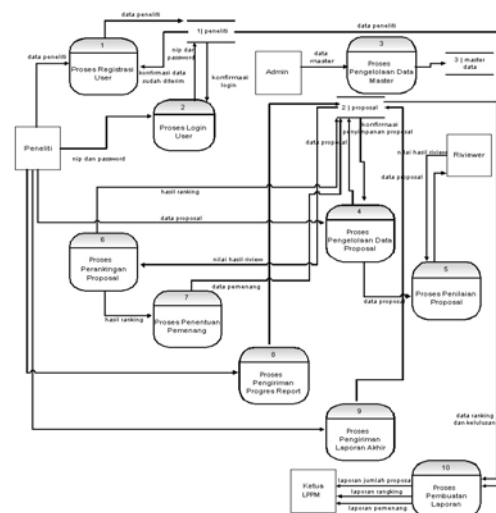 data peneliti
1
Proses Registrasi
User
1| peneliti
data peneliti
data peneliti
nip dan
password
konfirmasi data
sudah diterim
konfirmaai
login
Admin
data
master
3
Proses
Pengelolaan Data
Master
3 | master
data
2
Proses Login
User
2 | proposal
konfirmasi
penyimpanan proposal
Peneliti
nip dan password
data
proposal
nilai hasil riview
Riviewer
data proposal
hasil ranking
data proposal
4
Proses
Pengelolaan Data
Proposal
6
Proses
Perankingan
Proposal
nilai hasil riview
5
Proses Penilaian
Proposal
data pemenang
7
Proses Penentuan
Pemenang
data
proposal
hasil ranking
8
Proses
Pengiriman
Progres Report
9
Proses
Pengiriman
Laporan Akhir
data ranking
dan kelulusan
Ketua
LPPM
laporan jumlah proposal
laporan rangking
laporan pemenang
10
Proses
Pembuatan
Laporan